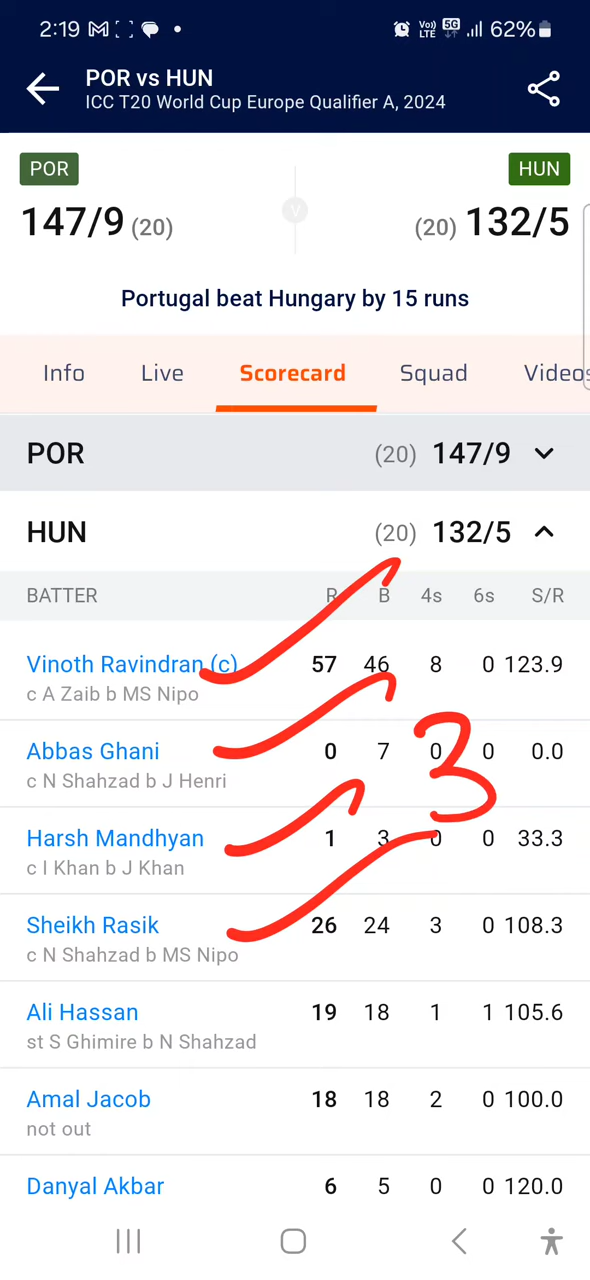 2:19 Vo)) LTE 5G 62%
POR vs HUN
ICC T20 World Cup Europe Qualifier A, 2024
POR HUN
V
147/9 (20) (20) 132/5
Portugal beat Hungary by 15 runs
Info Live Scorecard Squad Videos
POR (20) 147/9
HUN (20) 132/5
BATTER R B 4s 6s S/R
Vinoth Ravindran (c) 57 46 8 0 123.9
c A Zaib b MS Nipo
3
Abbas Ghani 0 7 0 0 0.0
c N Shahzad b J Henri
Harsh Mandhyan 1 3 0 0 33.3
c I Khan b J Khan
Sheikh Rasik 26 24 3 0 108.3
c N Shahzad b MS Nipo
Ali Hassan 19 18 1 1 105.6
st S Ghimire b N Shahzad
Amal Jacob 18 18 2 0 100.0
not out
Danyal Akbar 6 5 0 0 120.0